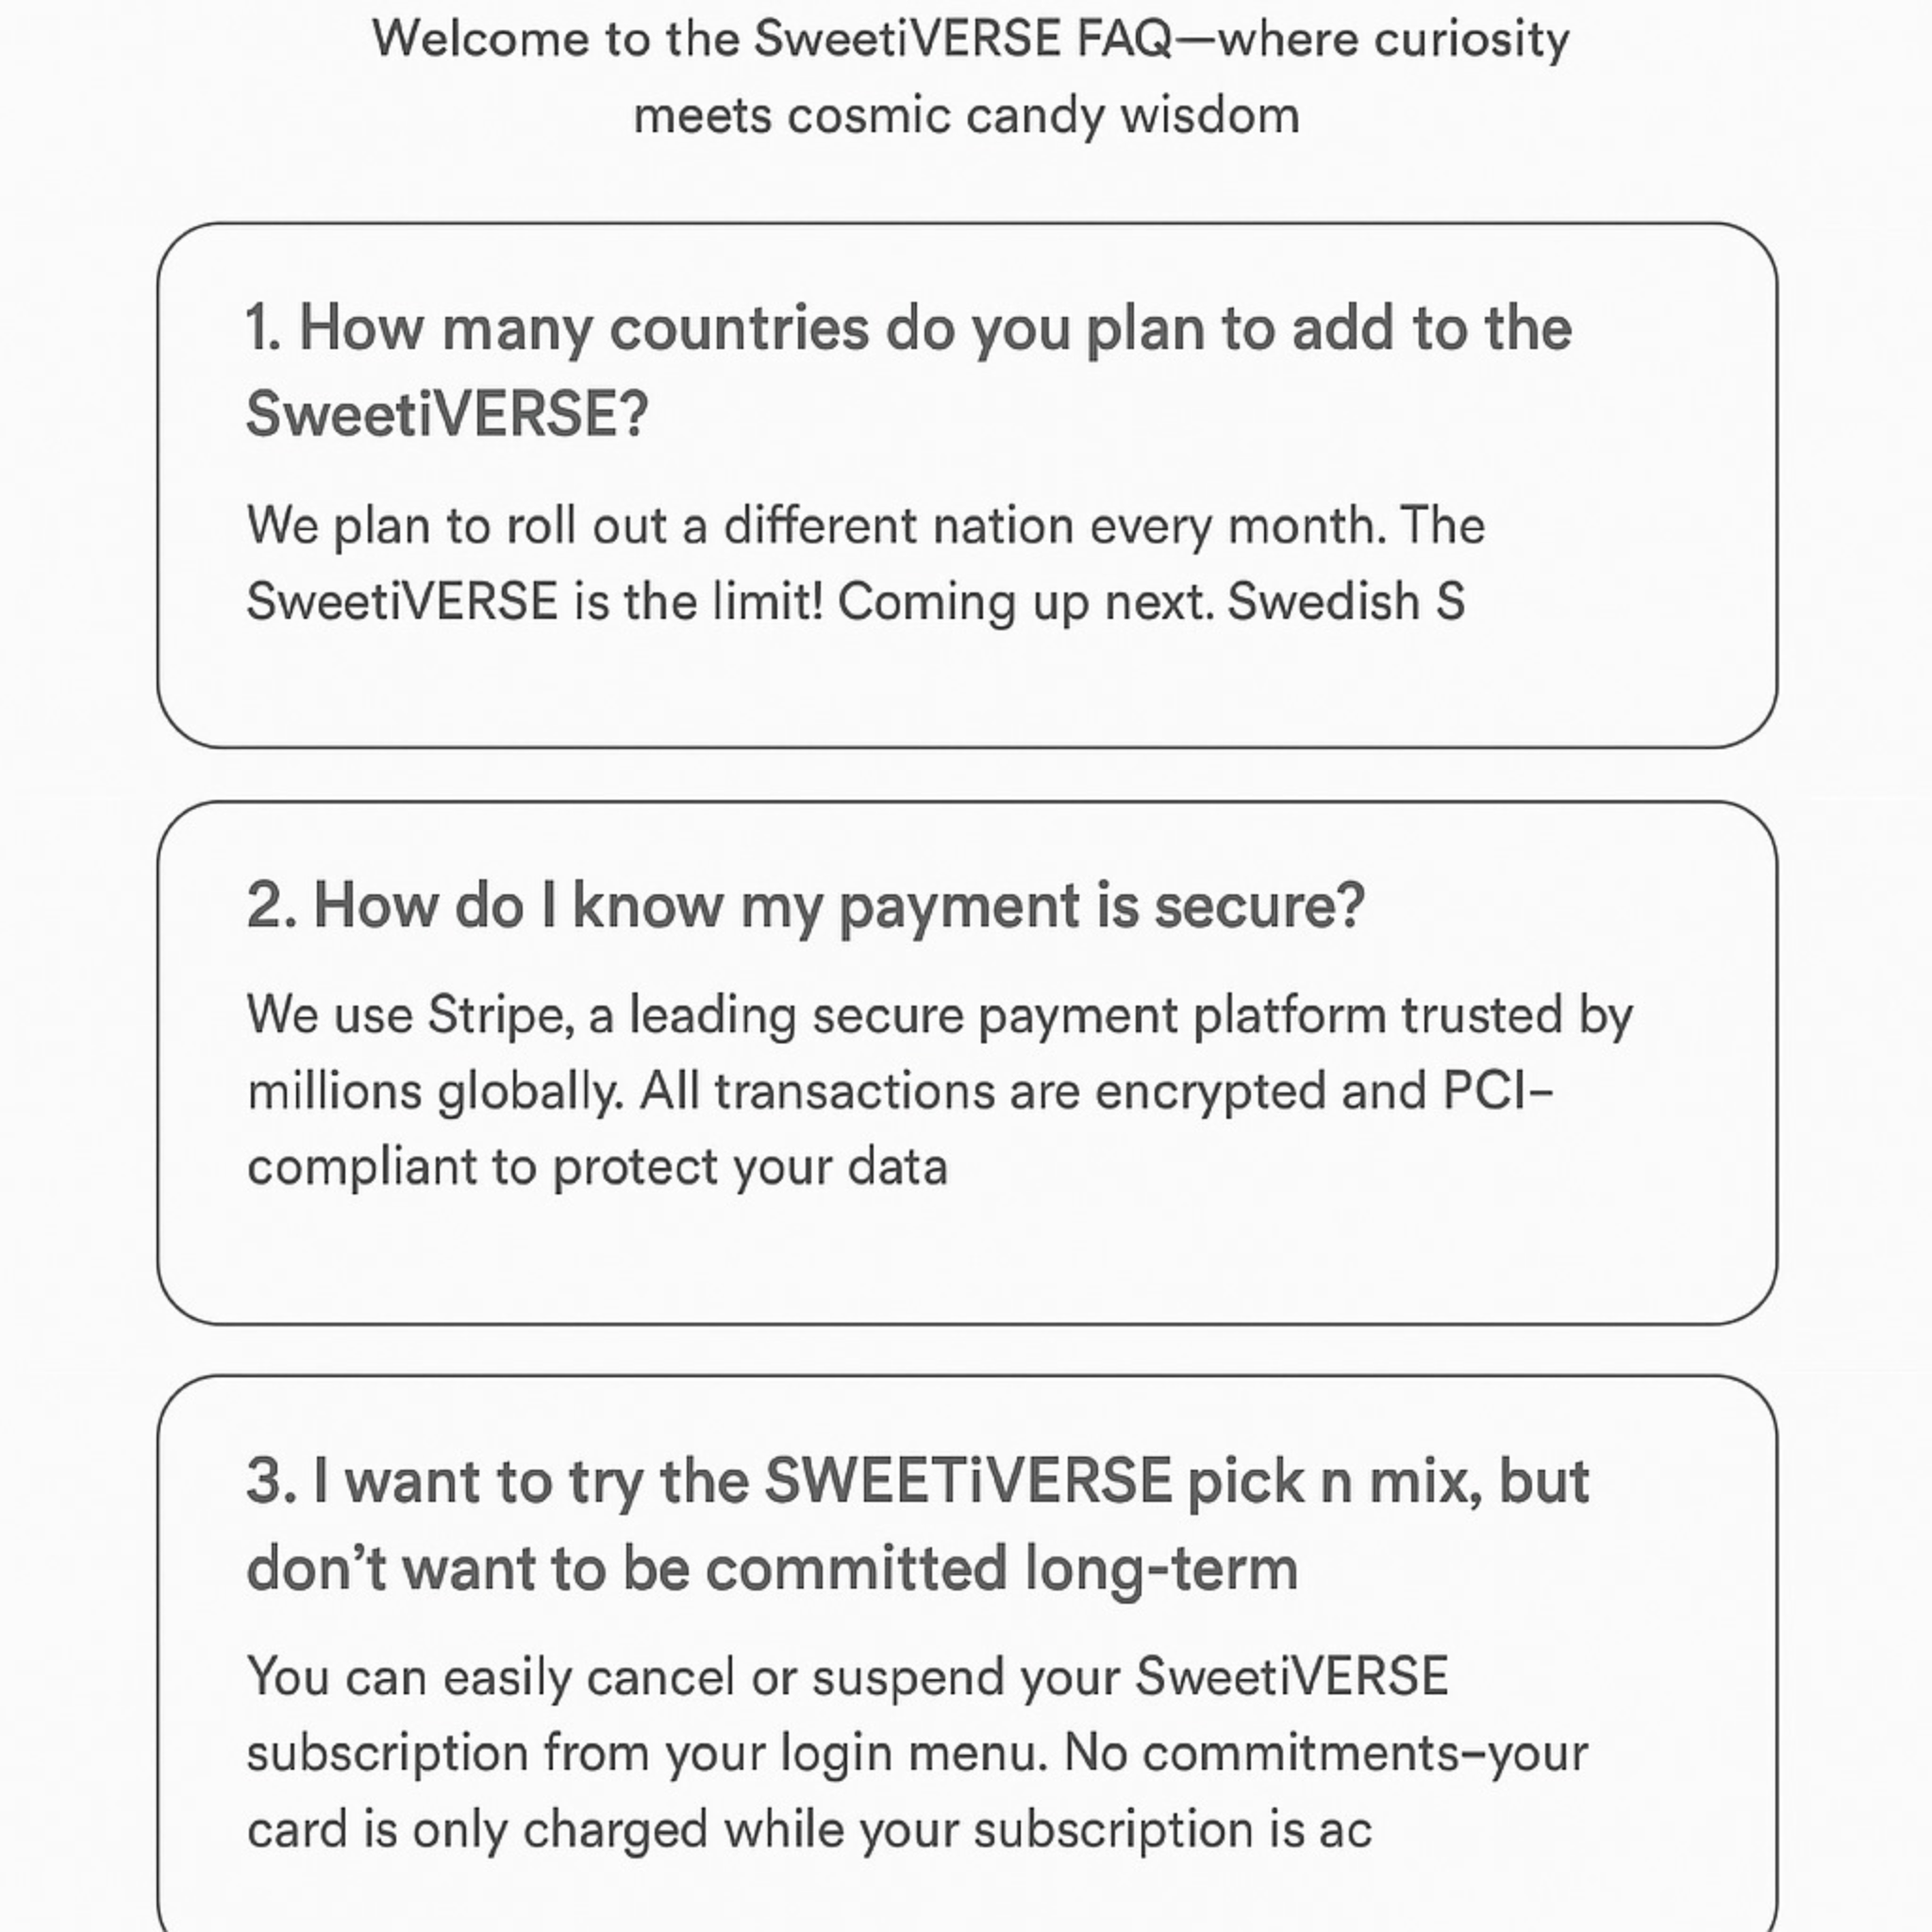 Welcome to the SweetiVERSE FAQ—where curiosity
meets cosmic candy wisdom
1. How many countries do you plan to add to the
SweetiVERSE?
We plan to roll out a different nation every month. The
SweetiVERSE is the limit! Coming up next. Swedish S
2. How do I know my payment is secure?
We use Stripe, a leading secure payment platform trusted by
millions globally. All transactions are encrypted and PCI–
compliant to protect your data
3. I want to try the SWEETiVERSE pick n mix, but
don’t want to be committed long-term
You can easily cancel or suspend your SweetiVERSE
subscription from your login menu. No commitments–your
card is only charged while your subscription is ac